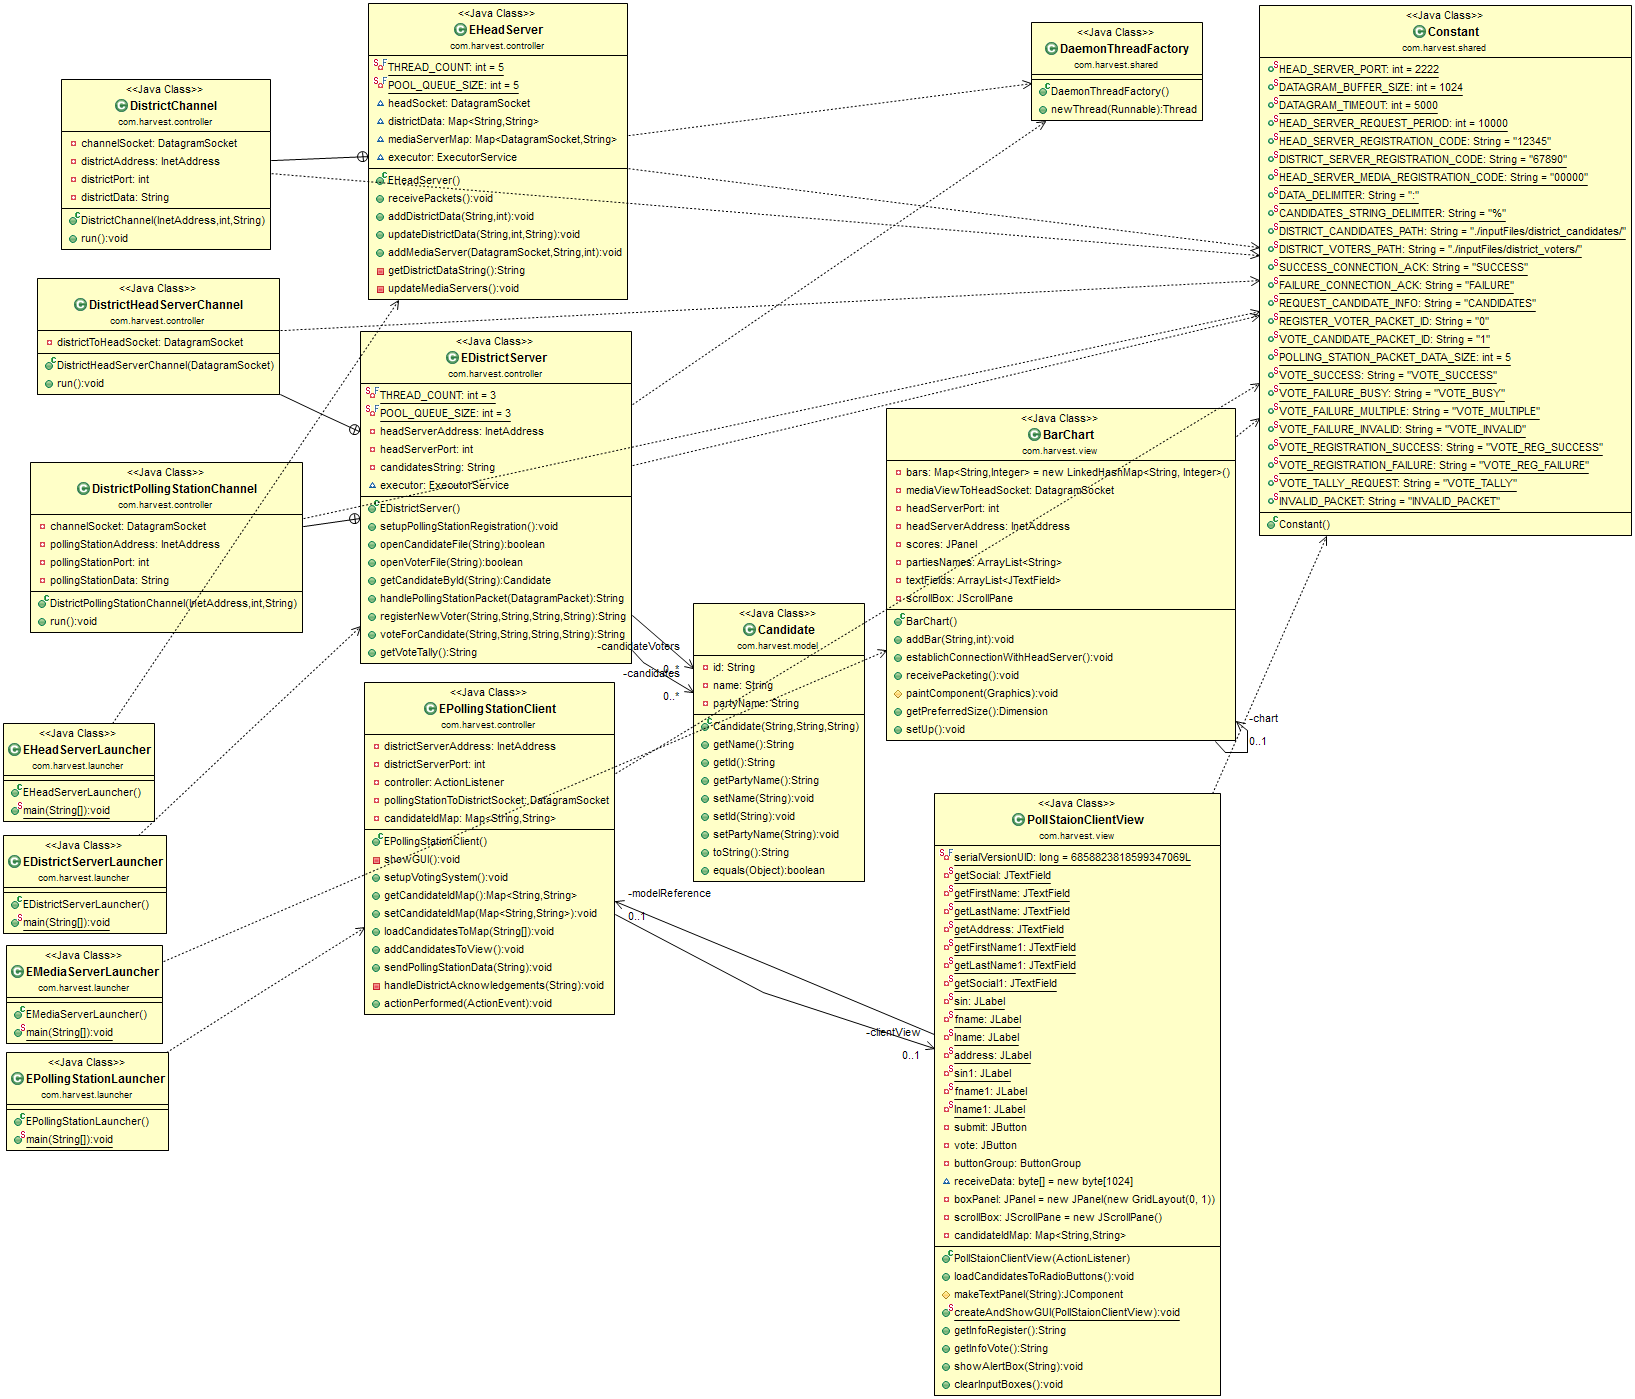 <<Java Class>>
EHeadServer
com.harvest.controller
THREAD_COUNT: int = 5
POOL_QUEUE_SIZE: int = 5
headSocket: DatagramSocket
districtData: Map<String,String>
mediaServerMap: Map<DatagramSocket,String>
executor: ExecutorService
EHeadServer()
receivePackets():void
addDistrictData(String,int):void
updateDistrictData(String,int,String):void
addMediaServer(DatagramSocket,String,int):void
getDistrictDataString():String
updateMediaServers():void
<<Java Class>>
DaemonThreadFactory
com.harvest.shared
DaemonThreadFactory()
newThread(Runnable):Thread
<<Java Class>>
Constant
com.harvest.shared
HEAD_SERVER_PORT: int = 2222
DATAGRAM_BUFFER_SIZE: int = 1024
DATAGRAM_TIMEOUT: int = 5000
HEAD_SERVER_REQUEST_PERIOD: int = 10000
HEAD_SERVER_REGISTRATION_CODE: String = "12345"
DISTRICT_SERVER_REGISTRATION_CODE: String = "67890"
HEAD_SERVER_MEDIA_REGISTRATION_CODE: String = "00000"
DATA_DELIMITER: String = ":"
CANDIDATES_STRING_DELIMITER: String = "%"
DISTRICT_CANDIDATES_PATH: String = "./inputFiles/district_candidates/"
DISTRICT_VOTERS_PATH: String = "./inputFiles/district_voters/"
SUCCESS_CONNECTION_ACK: String = "SUCCESS"
FAILURE_CONNECTION_ACK: String = "FAILURE"
REQUEST_CANDIDATE_INFO: String = "CANDIDATES"
REGISTER_VOTER_PACKET_ID: String = "0"
VOTE_CANDIDATE_PACKET_ID: String = "1"
POLLING_STATION_PACKET_DATA_SIZE: int = 5
VOTE_SUCCESS: String = "VOTE_SUCCESS"
VOTE_FAILURE_BUSY: String = "VOTE_BUSY"
VOTE_FAILURE_MULTIPLE: String = "VOTE_MULTIPLE"
VOTE_FAILURE_INVALID: String = "VOTE_INVALID"
VOTE_REGISTRATION_SUCCESS: String = "VOTE_REG_SUCCESS"
VOTE_REGISTRATION_FAILURE: String = "VOTE_REG_FAILURE"
VOTE_TALLY_REQUEST: String = "VOTE_TALLY"
INVALID_PACKET: String = "INVALID_PACKET"
Constant()
<<Java Class>>
DistrictChannel
com.harvest.controller
channelSocket: DatagramSocket
districtAddress: InetAddress
districtPort: int
districtData: String
DistrictChannel(InetAddress,int,String)
run():void
<<Java Class>>
DistrictHeadServerChannel
com.harvest.controller
districtToHeadSocket: DatagramSocket
DistrictHeadServerChannel(DatagramSocket)
run():void
<<Java Class>>
EDistrictServer
com.harvest.controller
THREAD_COUNT: int = 3
POOL_QUEUE_SIZE: int = 3
headServerAddress: InetAddress
headServerPort: int
candidatesString: String
executor: ExecutorService
EDistrictServer()
setupPollingStationRegistration():void
openCandidateFile(String):boolean
openVoterFile(String):boolean
getCandidateById(String):Candidate
handlePollingStationPacket(DatagramPacket):String
registerNewVoter(String,String,String,String):String
voteForCandidate(String,String,String,String):String
getVoteTally():String
<<Java Class>>
DistrictPollingStationChannel
com.harvest.controller
channelSocket: DatagramSocket
pollingStationAddress: InetAddress
pollingStationPort: int
pollingStationData: String
DistrictPollingStationChannel(InetAddress,int,String)
run():void
<<Java Class>>
BarChart
com.harvest.view
bars: Map<String,Integer> = new LinkedHashMap<String, Integer>()
mediaViewToHeadSocket: DatagramSocket
headServerPort: int
headServerAddress: InetAddress
scores: JPanel
partiesNames: ArrayList<String>
textFields: ArrayList<JTextField>
scrollBox: JScrollPane
BarChart()
addBar(String,int):void
establichConnectionWithHeadServer():void
receivePacketing():void
paintComponent(Graphics):void
getPreferredSize():Dimension
setUp():void
-chart
0..1
-candidateVoters
0..*
-candidates
0..*
<<Java Class>>
Candidate
com.harvest.model
id: String
name: String
partyName: String
Candidate(String,String,String)
getName():String
getId():String
getPartyName():String
setName(String):void
setId(String):void
setPartyName(String):void
toString():String
equals(Object):boolean
<<Java Class>>
EPollingStationClient
com.harvest.controller
districtServerAddress: InetAddress
districtServerPort: int
controller: ActionListener
pollingStationToDistrictSocket: DatagramSocket
candidateIdMap: Map<String,String>
EPollingStationClient()
showGUI():void
setupVotingSystem():void
getCandidateIdMap():Map<String,String>
setCandidateIdMap(Map<String,String>):void
loadCandidatesToMap(String[]):void
addCandidatesToView():void
sendPollingStationData(String):void
handleDistrictAcknowledgements(String):void
actionPerformed(ActionEvent):void
-modelReference
0..1
-clientView
0..1
<<Java Class>>
EHeadServerLauncher
com.harvest.launcher
EHeadServerLauncher()
main(String[]):void
<<Java Class>>
EDistrictServerLauncher
com.harvest.launcher
EDistrictServerLauncher()
main(String[]):void
<<Java Class>>
EMediaServerLauncher
com.harvest.launcher
EMediaServerLauncher()
main(String[]):void
<<Java Class>>
EPollingStationLauncher
com.harvest.launcher
EPollingStationLauncher()
main(String[]):void
<<Java Class>>
PollStaionClientView
com.harvest.view
serialVersionUID: long = 6858823818599347069L
getSocial: JTextField
getFirstName: JTextField
getLastName: JTextField
getAddress: JTextField
getFirstName1: JTextField
getLastName1: JTextField
getSocial1: JTextField
sin: JLabel
fname: JLabel
lname: JLabel
address: JLabel
sin1: JLabel
fname1: JLabel
lname1: JLabel
submit: JButton
vote: JButton
buttonGroup: ButtonGroup
receiveData: byte[] = new byte[1024]
boxPanel: JPanel = new JPanel(new GridLayout(0, 1))
scrollBox: JScrollPane = new JScrollPane()
candidateIdMap: Map<String,String>
PollStaionClientView(ActionListener)
loadCandidatesToRadioButtons():void
makeTextPanel(String):JComponent
createAndShowGUI(PollStaionClientView):void
getInfoRegister():String
getInfoVote():String
showAlertBox(String):void
clearInputBoxes():void